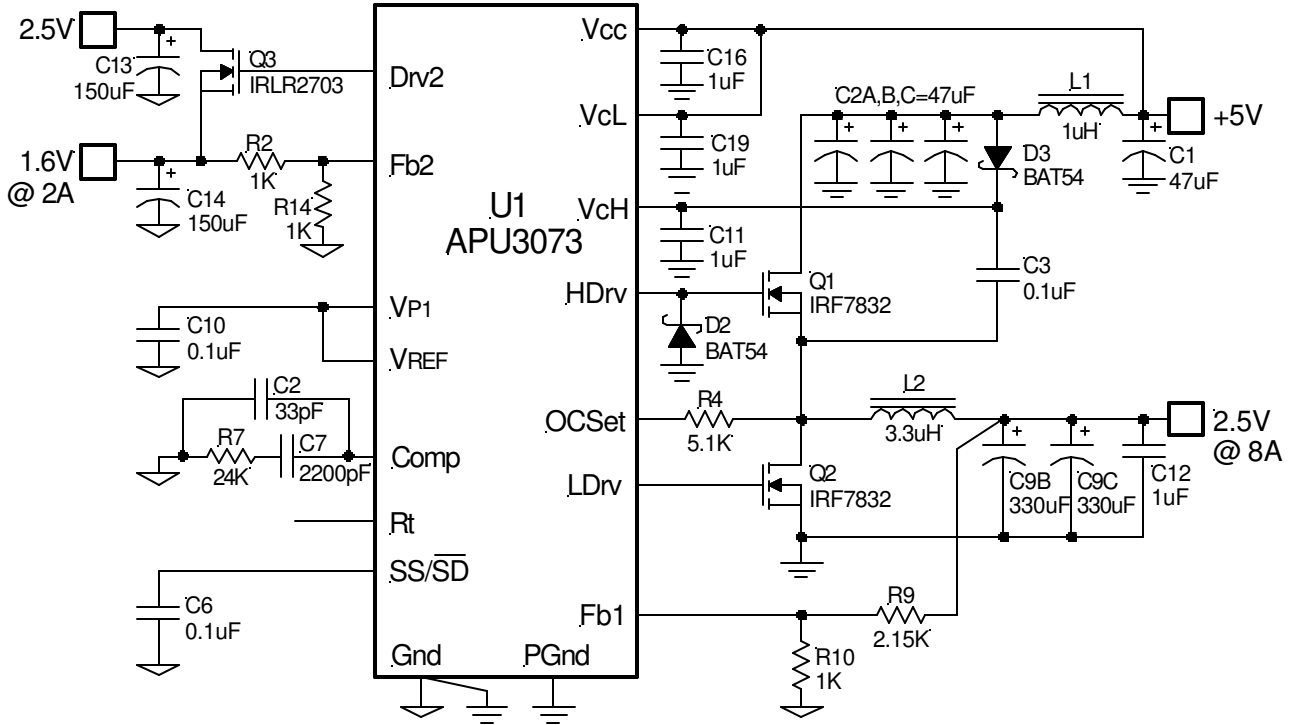 2.5V
C13
150uF
Q3
IRLR2703
1.6V
@ 2A
C14
150uF
R2
1K
R14
1K
C10
0.1uF
C2
33pF
R7
24K
C7
2200pF
C6
0.1uF
Drv2
Fb2
VP1
VREF
Comp
Rt
SS/SD
Gnd
PGnd
U1
APU3073
Vcc
VcL
VcH
HDrv
OCSet
LDrv
Fb1
C16
1uF
C19
1uF
C11
1uF
C2A,B,C=47uF
L1
1uH
+5V
D3
BAT54
C1
47uF
C3
0.1uF
Q1
IRF7832
D2
BAT54
R4
5.1K
L2
3.3uH
2.5V
@ 8A
Q2
IRF7832
C9B
330uF
C9C
330uF
C12
1uF
R9
2.15K
R10
1K